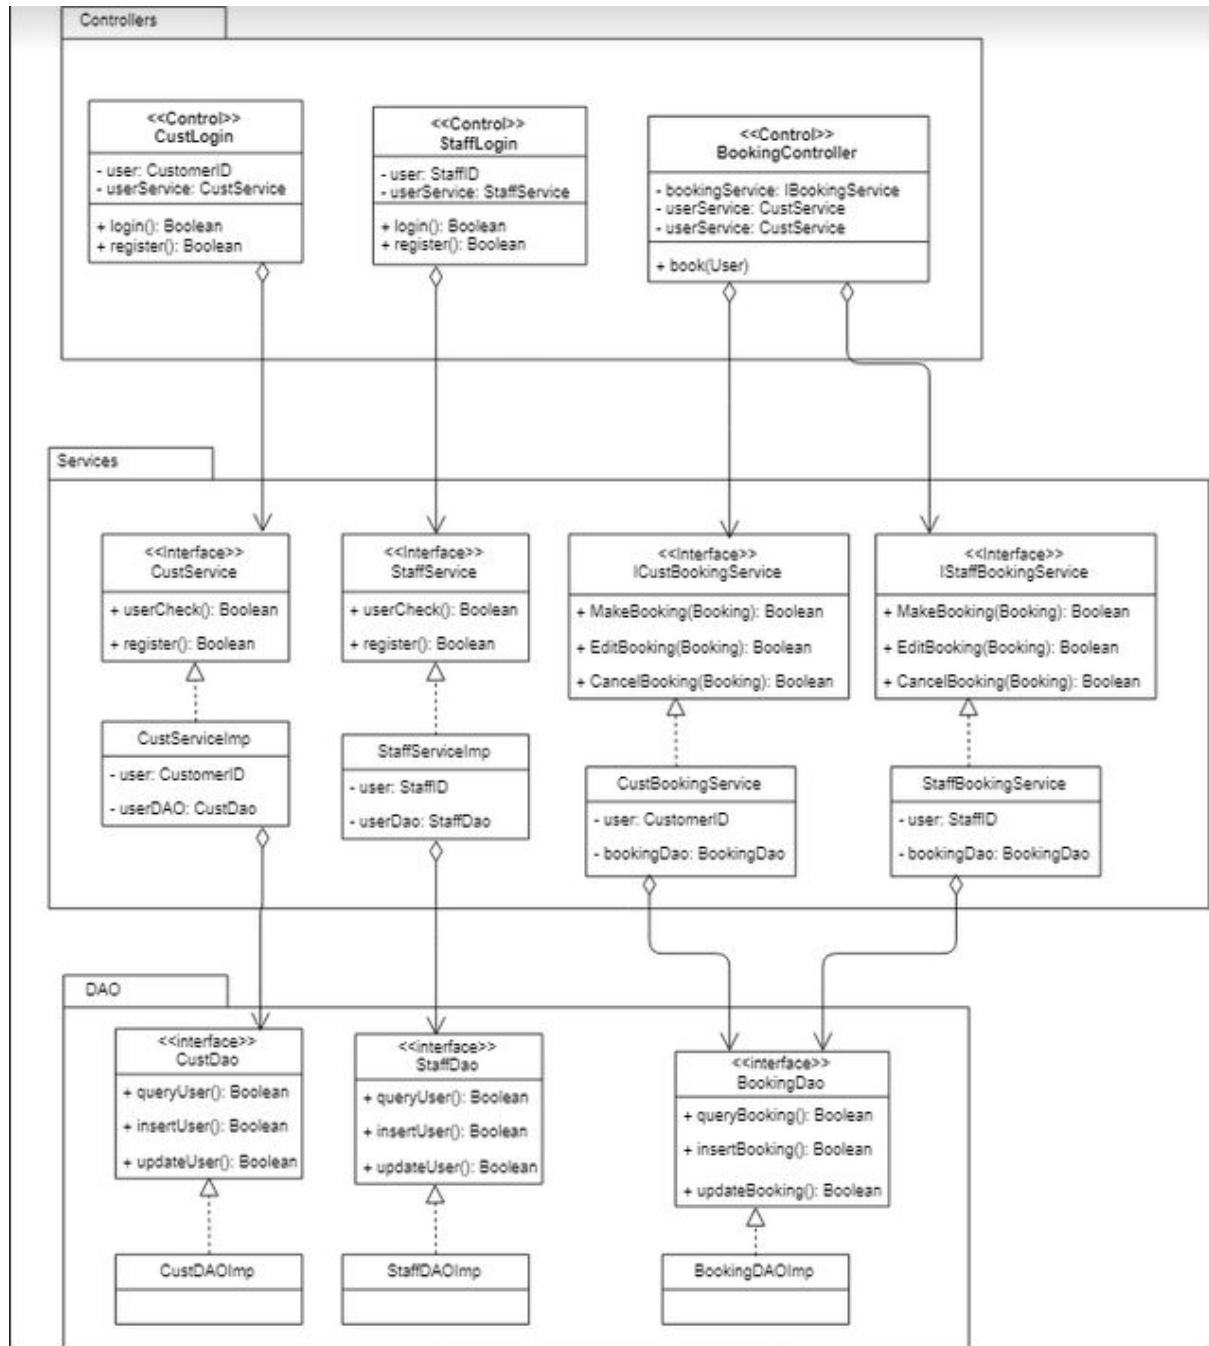 Controllers
<<Control>>
CustLogin
- user: CustomerID
- userService: CustService
+ login(): Boolean
+ register(): Boolean
<<Control>>
StaffLogin
- user: StaffID
- userService: StaffService
+ login(): Boolean
+ register(): Boolean
<<Control>>
BookingController
- bookingService: IBookingService
- userService: CustService
- userService: CustService
+ book(User)
Services
<<Interface>>
CustService
+ userCheck(): Boolean
+ register(): Boolean
<<Interface>>
StaffService
+ userCheck(): Boolean
+ register(): Boolean
<<Interface>>
ICustBookingService
+ MakeBooking(Booking): Boolean
+ EditBooking(Booking): Boolean
+ CancelBooking(Booking): Boolean
<<Interface>>
IStaffBookingService
+ MakeBooking(Booking): Boolean
+ EditBooking(Booking): Boolean
+ CancelBooking(Booking): Boolean
CustServiceImp
- user: CustomerID
- userDAO: CustDao
StaffServiceImp
- user: StaffID
- userDao: StaffDao
CustBookingService
- user: CustomerID
- bookingDao: BookingDao
StaffBookingService
- user: StaffID
- bookingDao: BookingDao
DAO
<<interface>>
CustDao
+ queryUser(): Boolean
+ insertUser(): Boolean
+ updateUser(): Boolean
<<interface>>
StaffDao
+ queryUser(): Boolean
+ insertUser(): Boolean
+ updateUser(): Boolean
<<interface>>
BookingDao
+ queryBooking(): Boolean
+ insertBooking(): Boolean
+ updateBooking(): Boolean
CustDAOImp
StaffDAOImp
BookingDAOImp